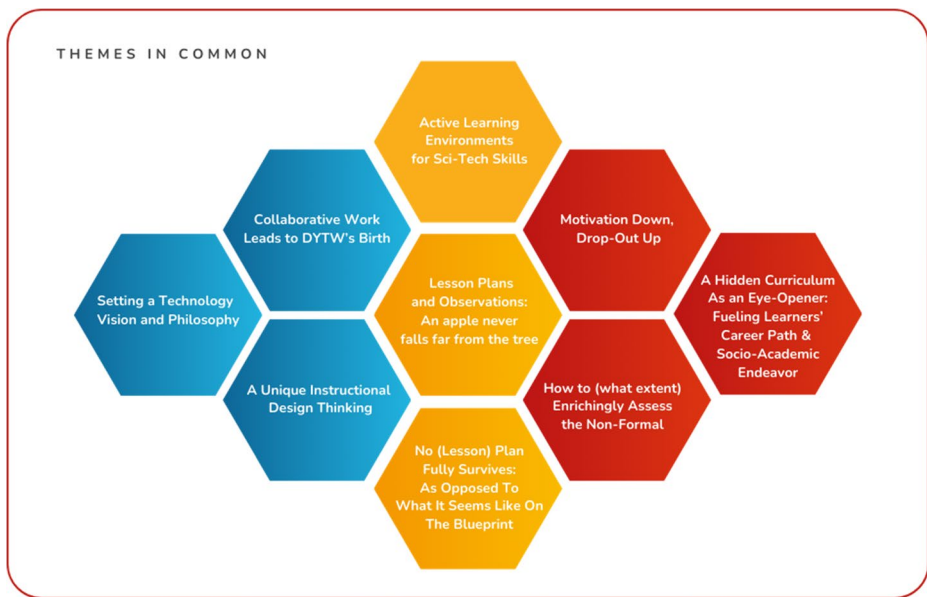 THEMES IN COMMON
Active Learning
Environments
for Sci-Tech Skills
Collaborative Work
Leads to DYTW's Birth
Motivation Down,
Drop-Out Up
Setting a Technology
Vision and Philosophy
Lesson Plans
and Observations:
An apple never
falls far from the tree
A Hidden Curriculum
As an Eye-Opener:
Fueling Learners'
Career Path &
Socio-Academic
Endeavor
A Unique Instructional
Design Thinking
How to (what extent)
Enrichingly Assess
the Non-Formal
No (Lesson) Plan
Fully Survives:
As Opposed To
What It Seems Like On
The Blueprint